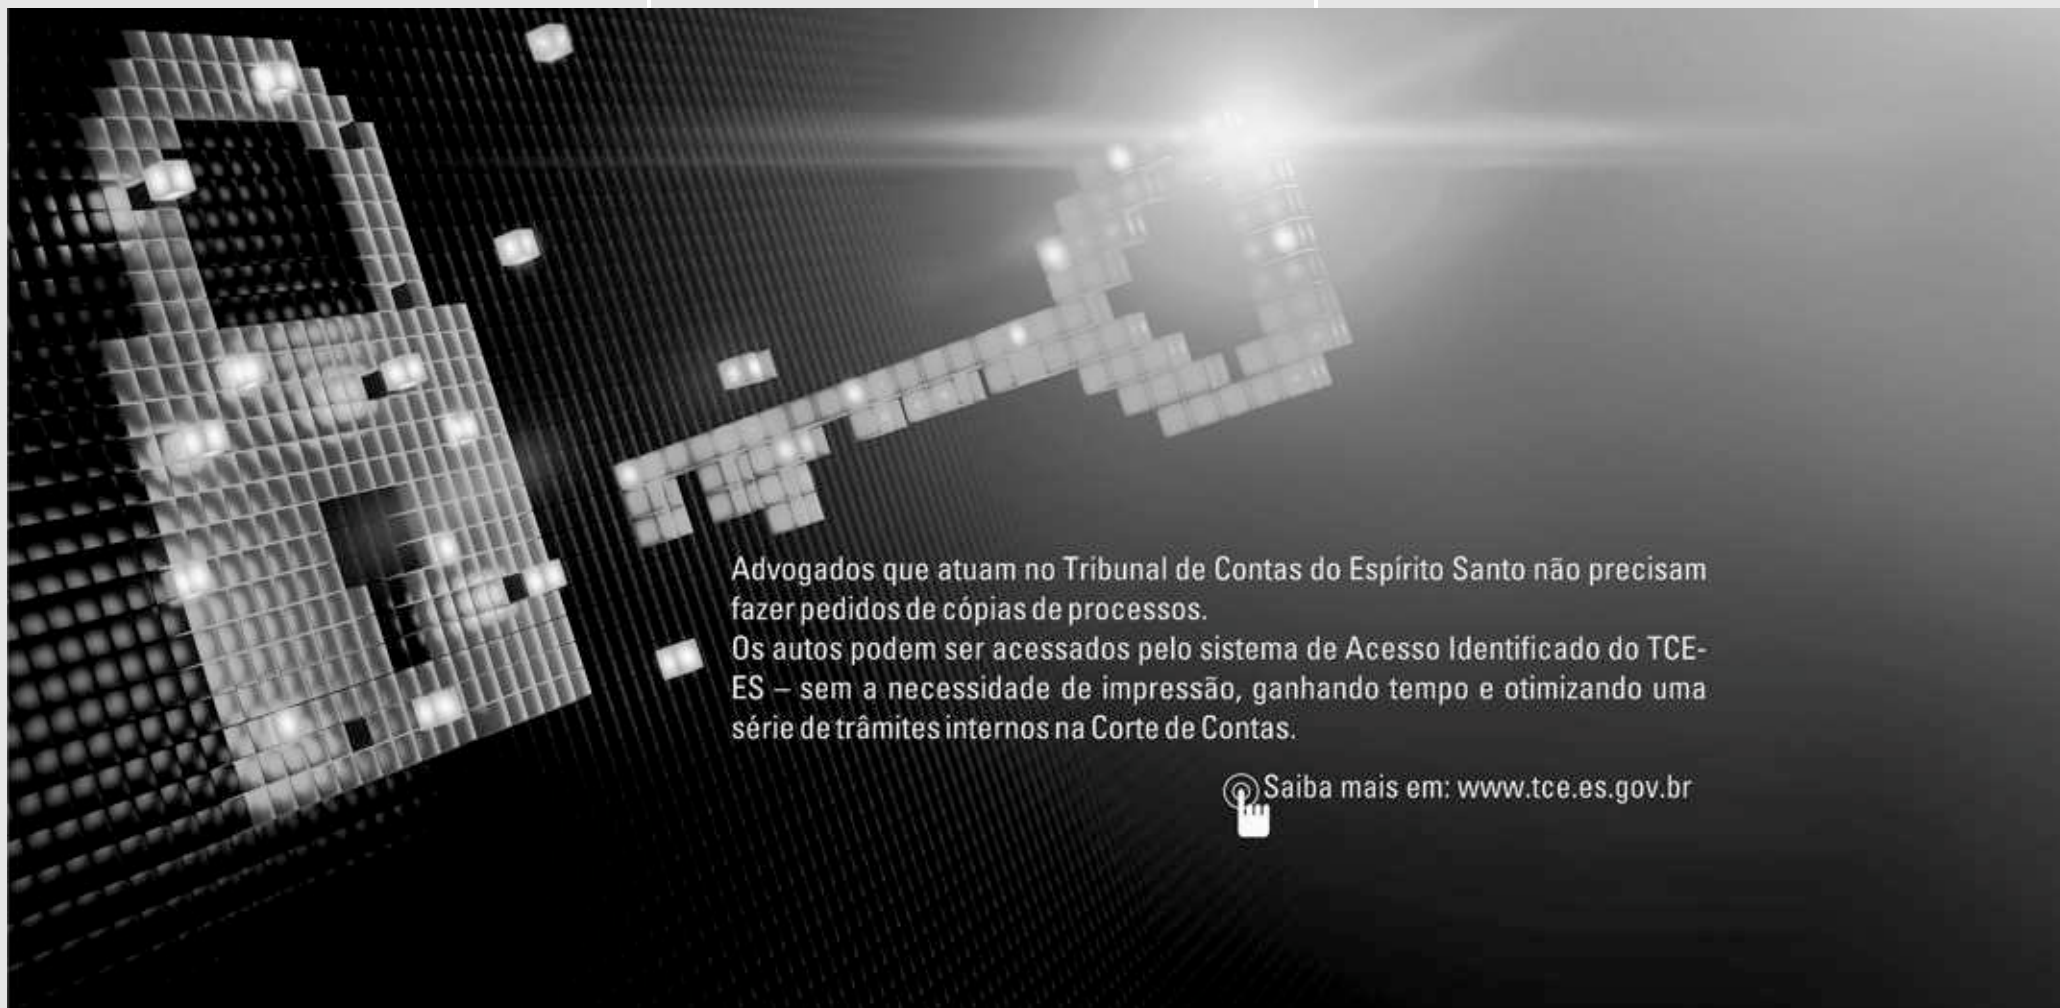 Advogados que atuam no Tribunal de Contas do Espírito Santo não precisam
fazer pedidos de cópias de processos.
Os autos podem ser acessados pelo sistema de Acesso Identificado do TCE-
ES – sem a necessidade de impressão, ganhando tempo e otimizando uma
série de trâmites internos na Corte de Contas.
Saiba mais em: www.tce.es.gov.br